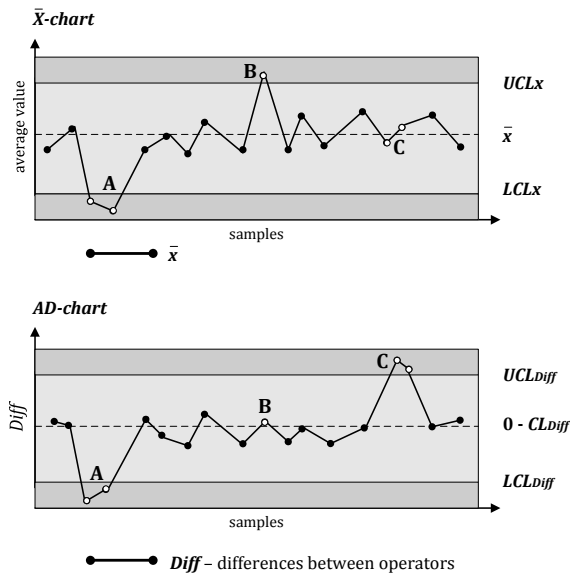 X̄-chart
average value
B
A
C
UCLx
x̄
LCLx
samples
x̄
AD-chart
Diff
C
B
A
UCLDiff
0 - CLDiff
LCLDiff
samples
Diff – differences between operators